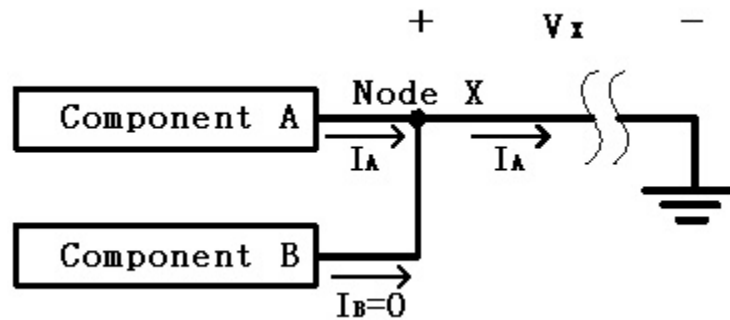 + Vx −
Node X
Component A
IA
IA
Component B
IB=0